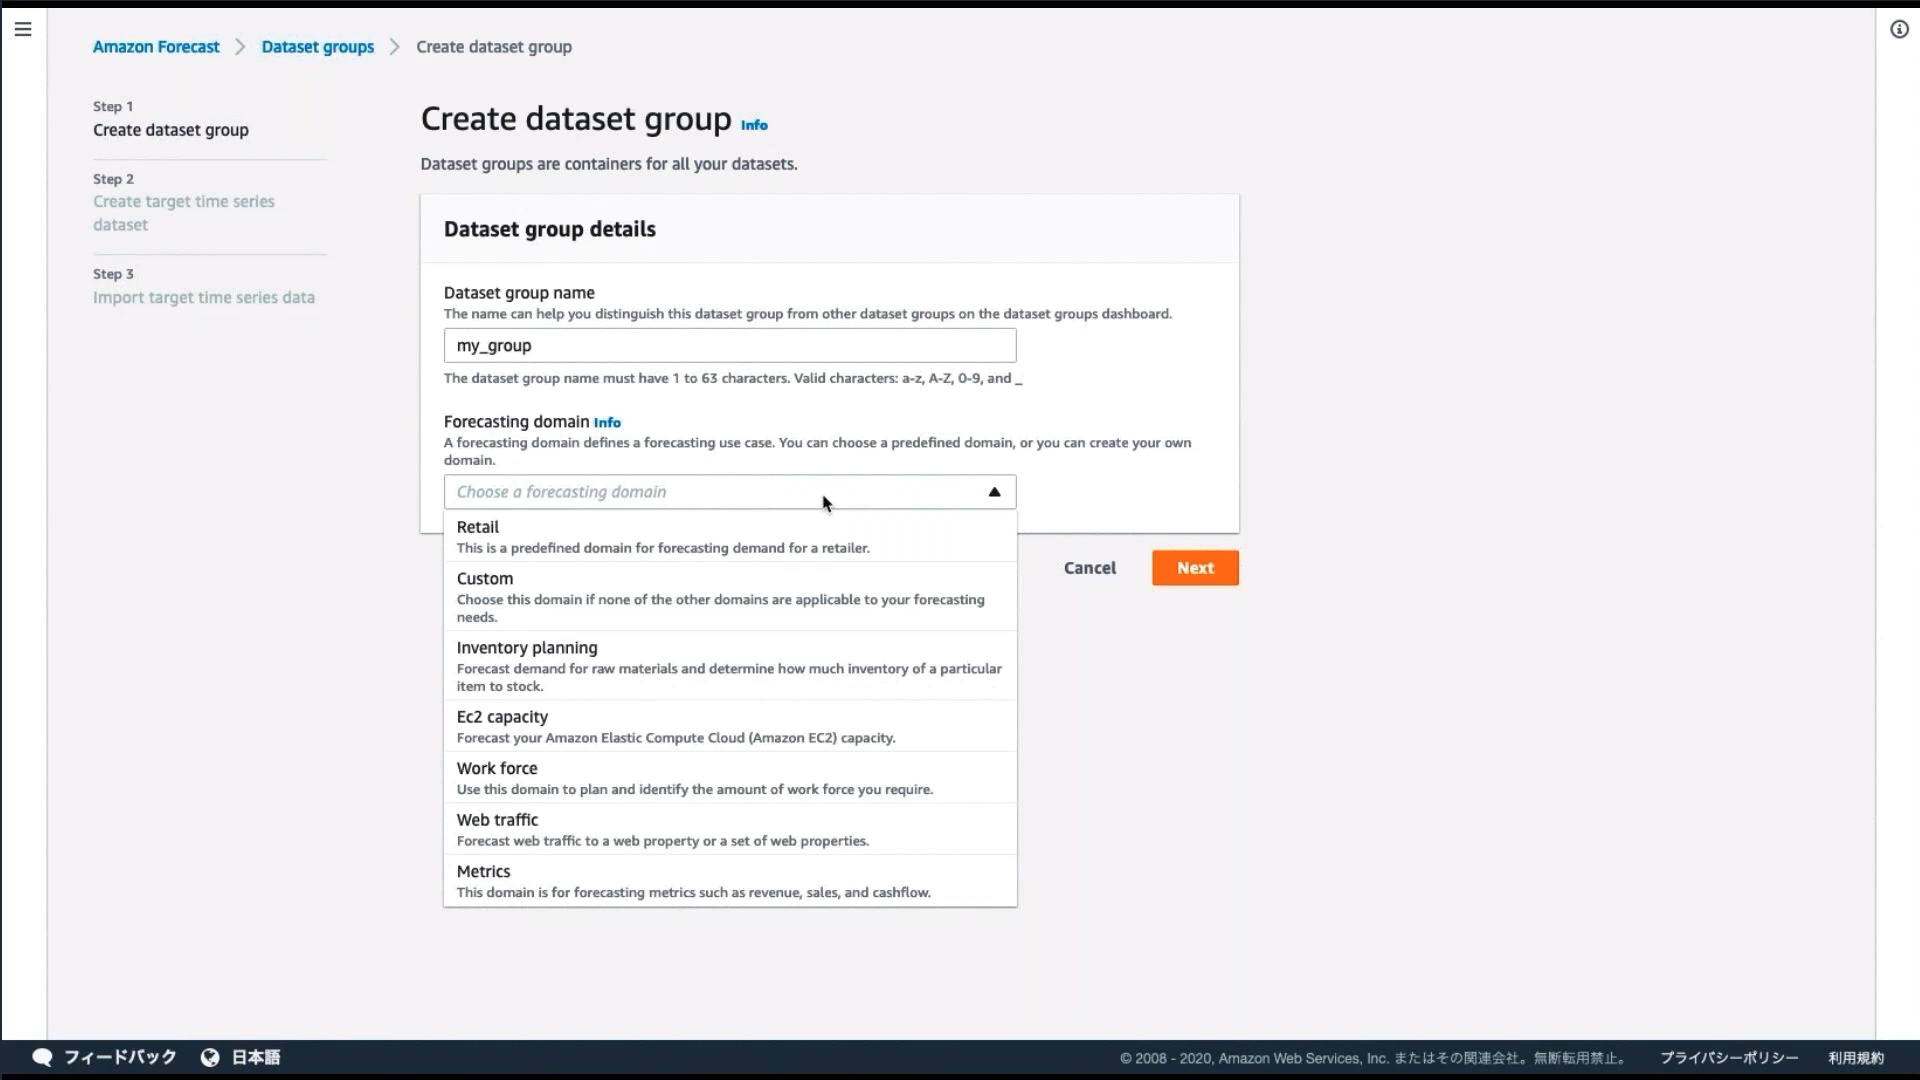 Amazon Forecast > Dataset groups > Create dataset group
Step 1
Create dataset group
Step 2
Create target time series
dataset
Step 3
Import target time series data
Create dataset group Info
Dataset groups are containers for all your datasets.
Dataset group details
Dataset group name
The name can help you distinguish this dataset group from other dataset groups on the dataset groups dashboard.
my_group
The dataset group name must have 1 to 63 characters. Valid characters: a-z, A-Z, 0-9, and _
Forecasting domain Info
A forecasting domain defines a forecasting use case. You can choose a predefined domain, or you can create your own
domain.
Choose a forecasting domain
Retail
This is a predefined domain for forecasting demand for a retailer.
Custom
Choose this domain if none of the other domains are applicable to your forecasting
needs.
Inventory planning
Forecast demand for raw materials and determine how much inventory of a particular
item to stock.
Ec2 capacity
Forecast your Amazon Elastic Compute Cloud (Amazon EC2) capacity.
Work force
Use this domain to plan and identify the amount of work force you require.
Web traffic
Forecast web traffic to a web property or a set of web properties.
Metrics
This domain is for forecasting metrics such as revenue, sales, and cashflow.
Cancel
Next
フィードバック 日本語
© 2008 - 2020, Amazon Web Services, Inc. またはその関連会社。無断転用禁止。 プライバシーポリシー 利用規約